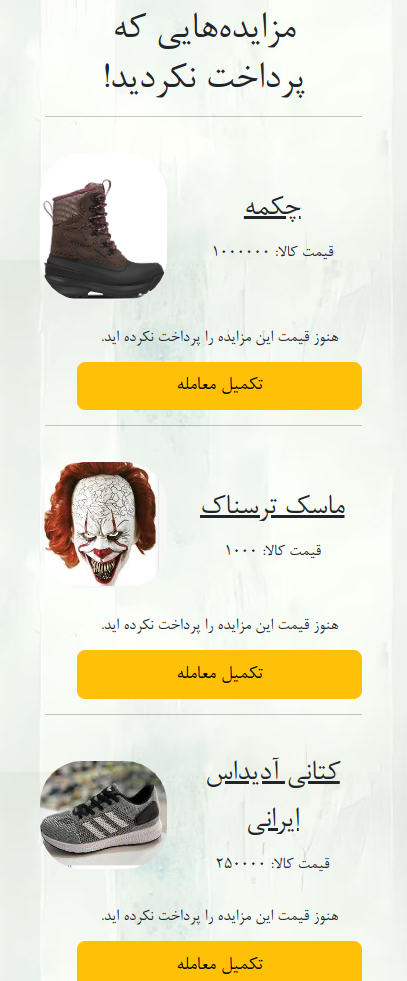 مزایده‌هایی که
پرداخت نکردید!
چکمه
قیمت کالا: ۱۰۰۰۰۰۰
هنوز قیمت این مزایده را پرداخت نکرده اید.
تکمیل معامله
ماسک ترسناک
قیمت کالا: ۱۰۰۰
هنوز قیمت این مزایده را پرداخت نکرده اید.
تکمیل معامله
کتانی آدیداس
ایرانی
قیمت کالا: ۲۵۰۰۰۰
هنوز قیمت این مزایده را پرداخت نکرده اید.
تکمیل معامله